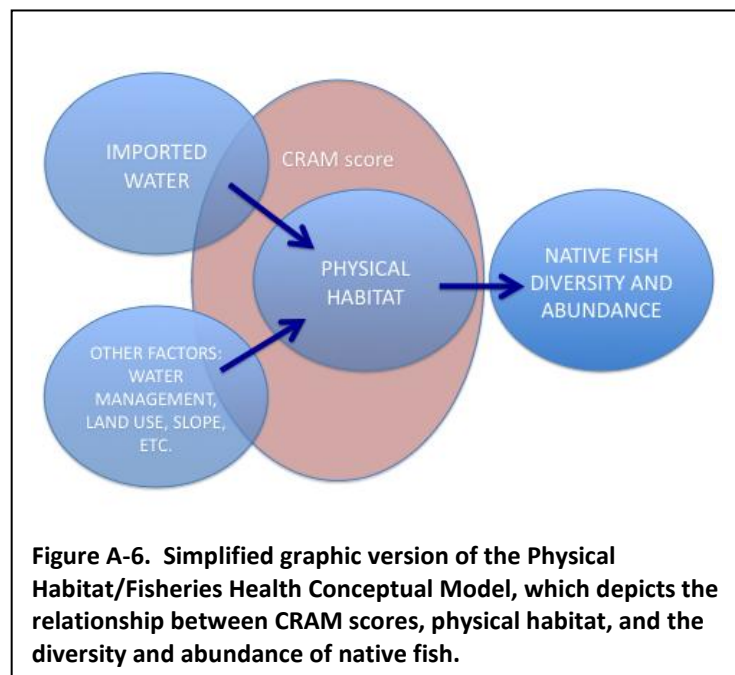 IMPORTED
WATER
CRAM score
PHYSICAL
HABITAT
NATIVE FISH
DIVERSITY AND
ABUNDANCE
OTHER FACTORS:
WATER
MANAGEMENT,
LAND USE, SLOPE,
ETC.
Figure A-6. Simplified graphic version of the Physical
Habitat/Fisheries Health Conceptual Model, which depicts the
relationship between CRAM scores, physical habitat, and the
diversity and abundance of native fish.